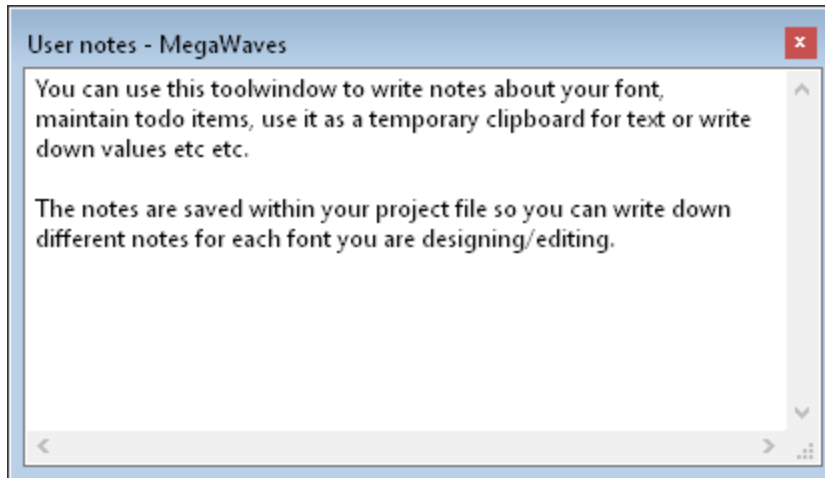 User notes - MegaWaves
You can use this toolwindow to write notes about your font,
maintain todo items, use it as a temporary clipboard for text or write
down values etc etc.
The notes are saved within your project file so you can write down
different notes for each font you are designing/editing.